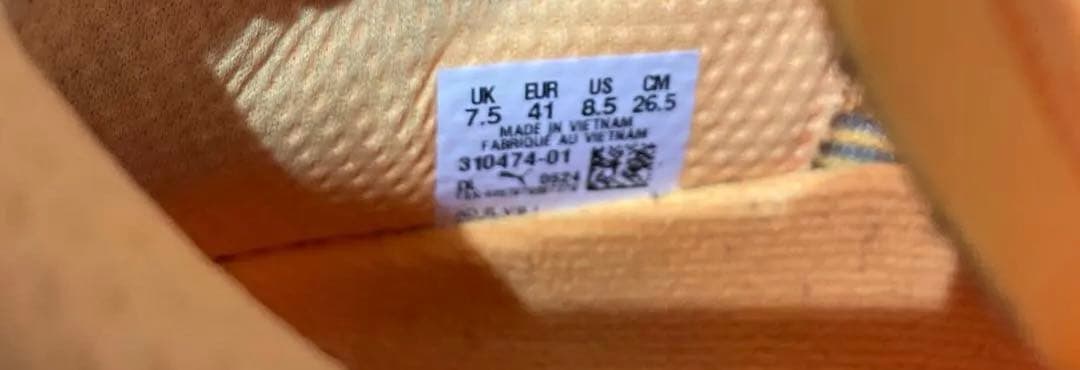 UK EUR US CM
7.5 41 8.5 26.5
MADE IN VIETNAM
FABRIQUE AU VIETNAM
310474-01
0524